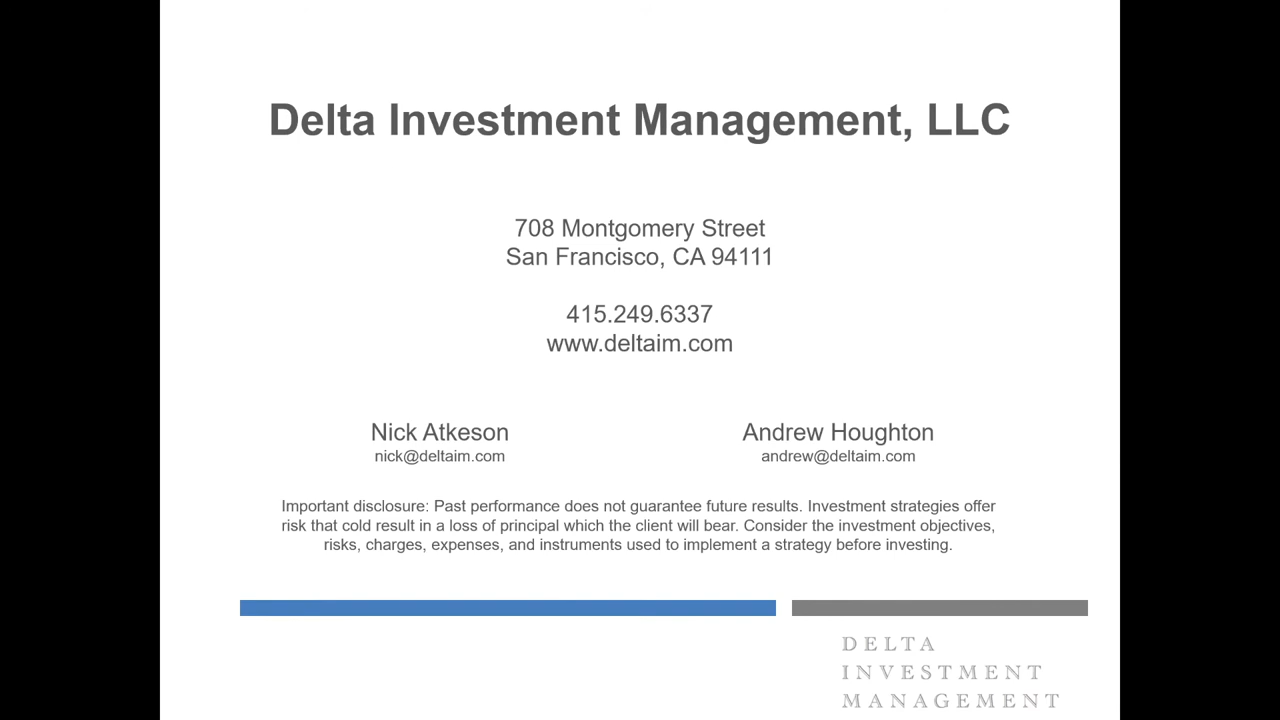 Delta Investment Management, LLC
708 Montgomery Street
San Francisco, CA 94111
415.249.6337
www.deltaim.com
Nick Atkeson
nick@deltaim.com
Andrew Houghton
andrew@deltaim.com
Important disclosure: Past performance does not guarantee future results. Investment strategies offer
risk that cold result in a loss of principal which the client will bear. Consider the investment objectives,
risks, charges, expenses, and instruments used to implement a strategy before investing.
DELTA
INVESTMENT
MANAGEMENT